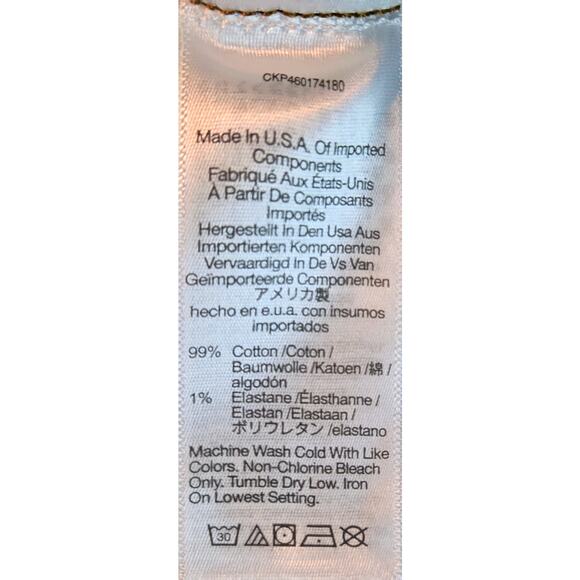 CKP460174180
Made In U.S.A. Of Imported
Components
Fabriqué Aux États-Unis
À Partir De Composants
Importés
Hergestellt In Den Usa Aus
Importierten Komponenten
Vervaardigd In De Vs Van
Geïmporteerde Componenten
アメリカ製
hecho en e.u.a. con insumos
importados
99% Cotton /Coton /
Baumwolle /Katoen /綿 /
algodón
1% Elastane /Élasthanne /
Elastan /Elastaan /
ポリウレタン /elastano
Machine Wash Cold With Like
Colors. Non-Chlorine Bleach
Only. Tumble Dry Low. Iron
On Lowest Setting.
30